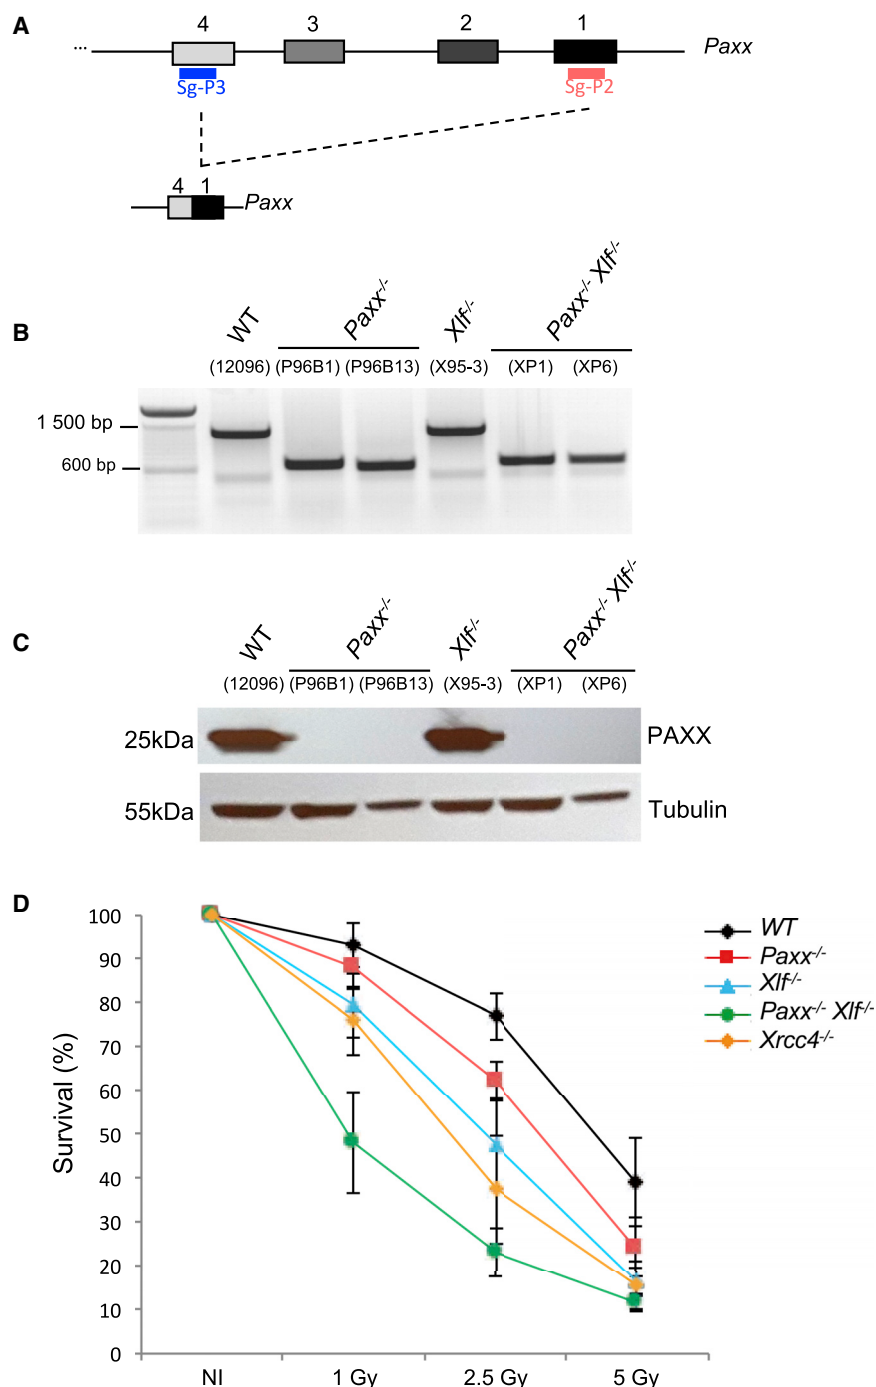 A
4 3 2 1
... Paxx
Sg-P3 Sg-P2
4 1
Paxx
B
WT Paxx-/- Xlf-/- Paxx-/- Xlf-/-
(12096) (P96B1) (P96B13) (X95-3) (XP1) (XP6)
1 500 bp
600 bp
C
WT Paxx-/- Xlf-/- Paxx-/- Xlf-/-
(12096) (P96B1) (P96B13) (X95-3) (XP1) (XP6)
25kDa PAXX
55kDa Tubulin
D
Survival (%)
100
90
80
70
60
50
40
30
20
10
0
NI 1 Gy 2.5 Gy 5 Gy
WT
Paxx-/-
Xlf-/-
Paxx-/- Xlf-/-
Xrcc4-/-